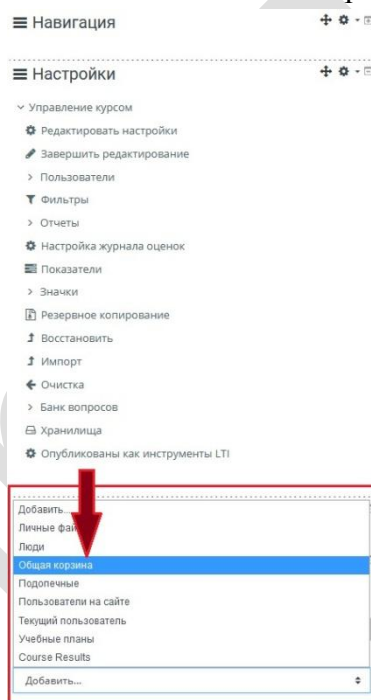 Навигация
Настройки
Управление курсом
Редактировать настройки
Завершить редактирование
Пользователи
Фильтры
Отчеты
Настройка журнала оценок
Показатели
Значки
Резервное копирование
Восстановить
Импорт
Очистка
Банк вопросов
Хранилища
Опубликованы как инструменты LTI
Добавить...
Личные
Люди
Общая корзина
Подопечные
Пользователи на сайте
Текущий пользователь
Учебные планы
Course Results
Добавить...